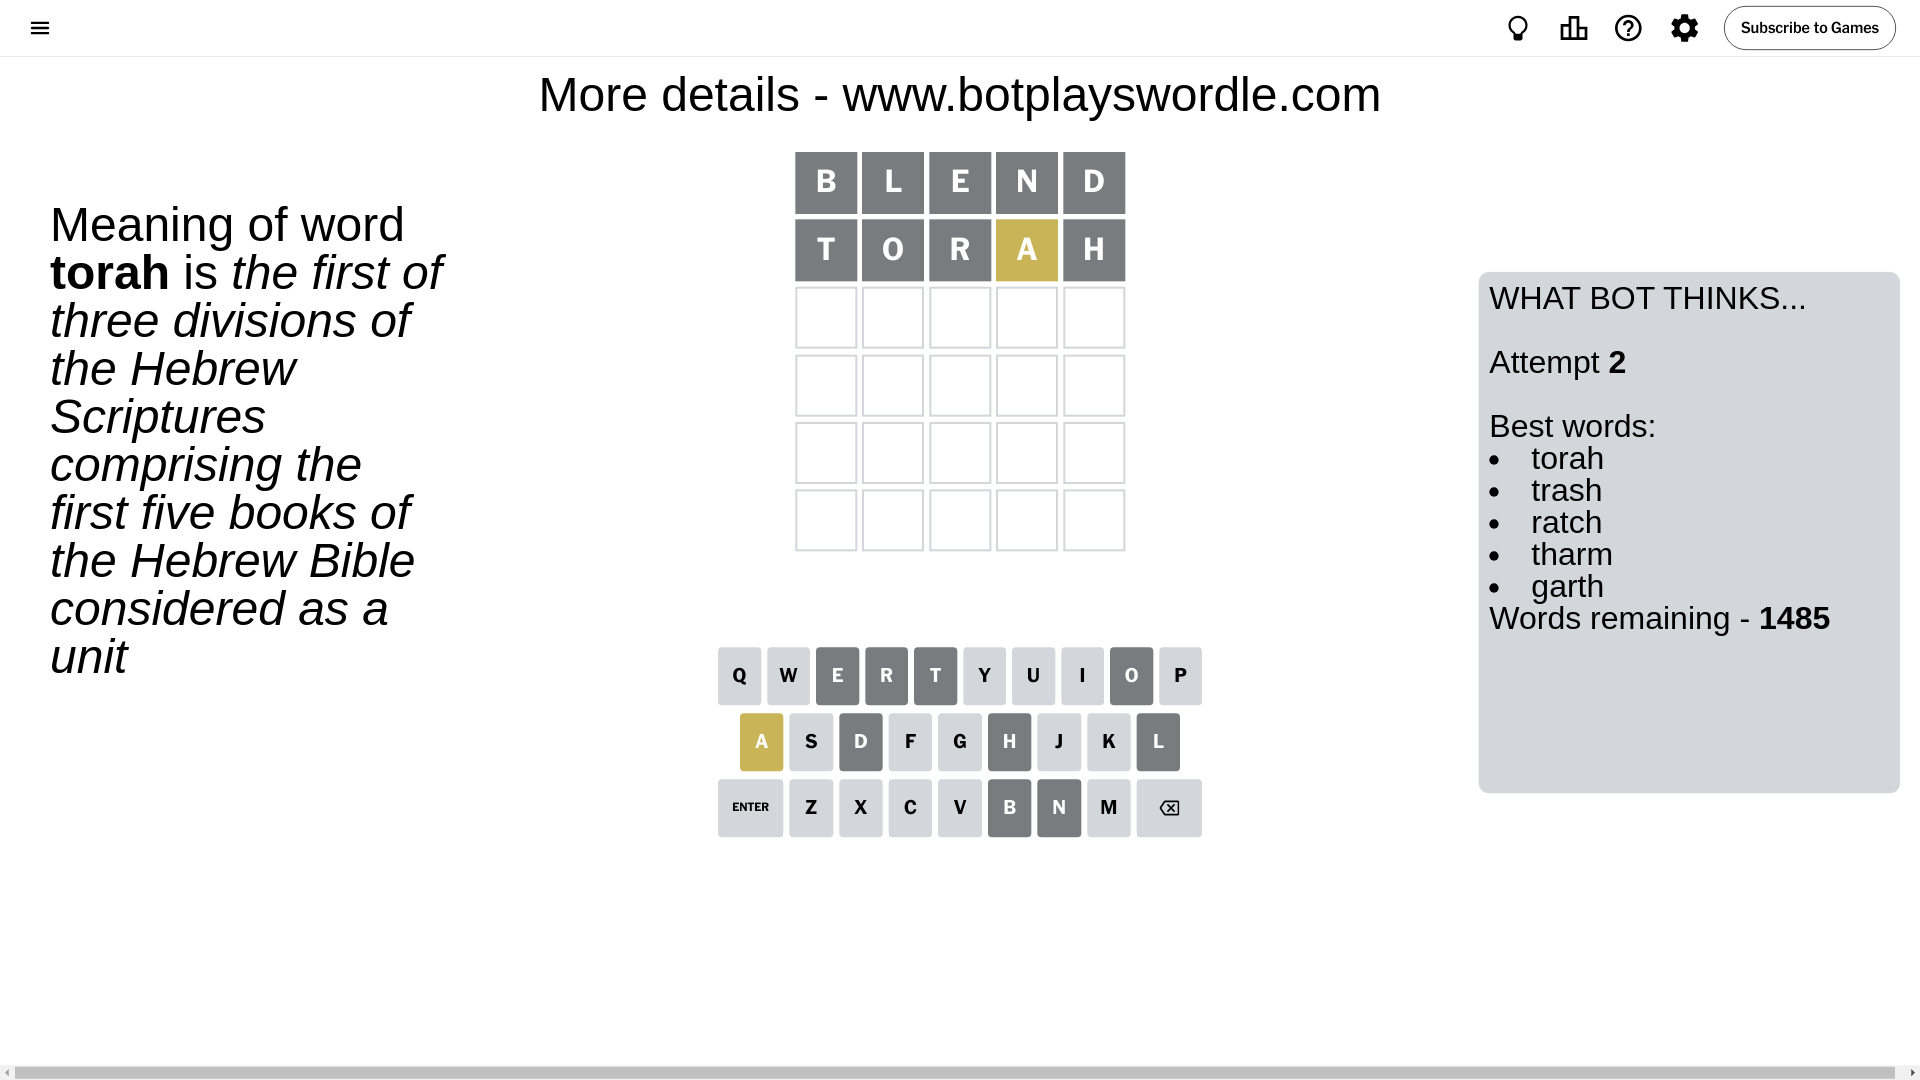 Subscribe to Games
More details - www.botplayswordle.com
Meaning of word
torah is the first of
three divisions of
the Hebrew
Scriptures
comprising the
first five books of
the Hebrew Bible
considered as a
unit
B L E N D
T O R A H
Q W E R T Y U I O P
A S D F G H J K L
ENTER Z X C V B N M
WHAT BOT THINKS...
Attempt 2
Best words:
• torah
• trash
• ratch
• tharm
• garth
Words remaining - 1485